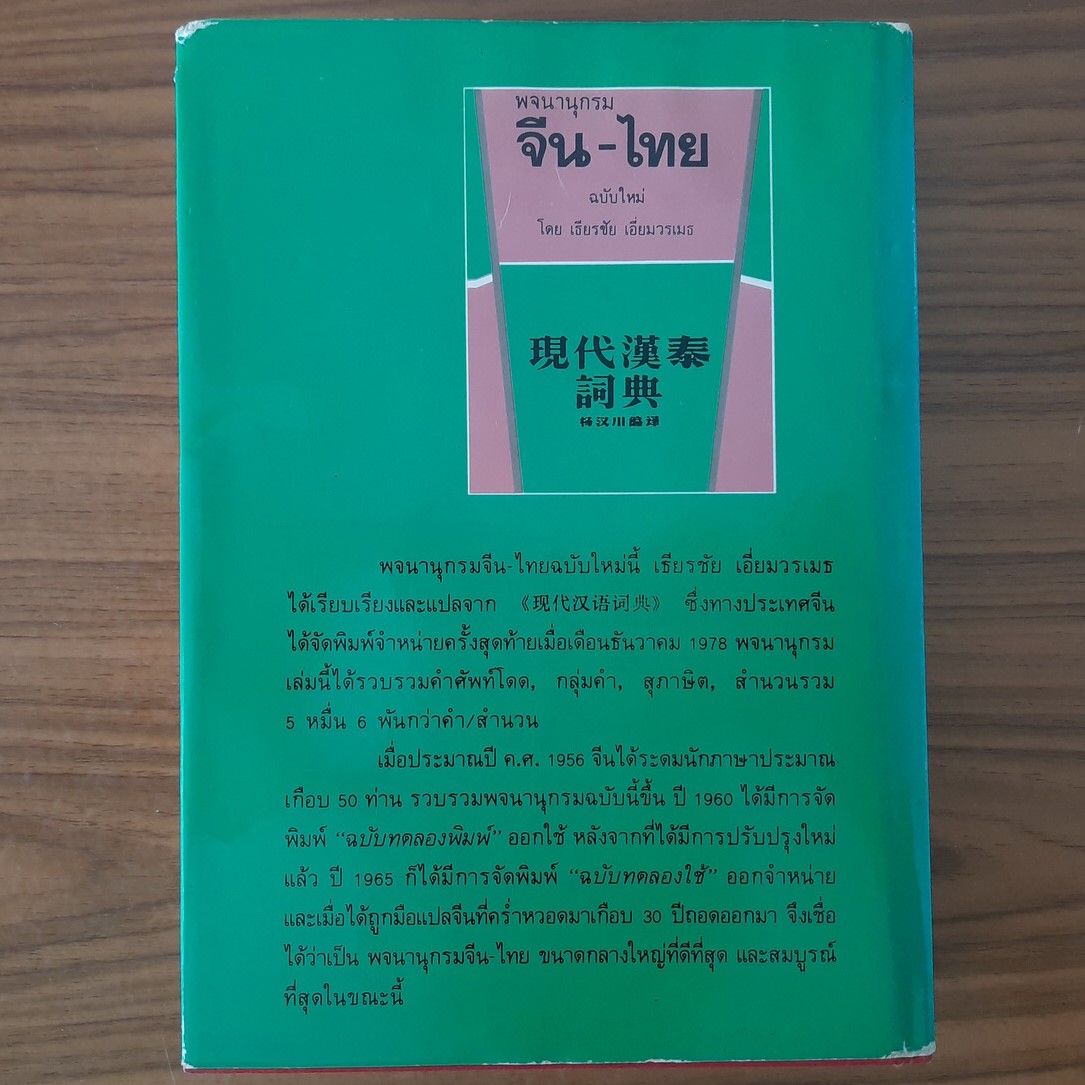 พจนานุกรม
จีน-ไทย
ฉบับใหม่
โดย เธียรชัย เอี่ยมวรเมธ
現代漢泰
詞典
杨汉川編译
พจนานุกรมจีน-ไทยฉบับใหม่นี้ เธียรชัย เอี่ยมวรเมธ
ได้เรียบเรียงและแปลจาก 《现代汉语词典》 ซึ่งทางประเทศจีน
ได้จัดพิมพ์จำหน่ายครั้งสุดท้ายเมื่อเดือนธันวาคม 1978 พจนานุกรม
เล่มนี้ได้รวบรวมคำศัพท์โดด, กลุ่มคำ, สุภาษิต, สำนวนรวม
5 หมื่น 6 พันกว่าคำ/สำนวน
เมื่อประมาณปี ค.ศ. 1956 จีนได้ระดมนักภาษาประมาณ
เกือบ 50 ท่าน รวบรวมพจนานุกรมฉบับนี้ขึ้น ปี 1960 ได้มีการจัด
พิมพ์ “ฉบับทดลองพิมพ์” ออกใช้ หลังจากที่ได้มีการปรับปรุงใหม่
แล้ว ปี 1965 ก็ได้มีการจัดพิมพ์ “ฉบับทดลองใช้” ออกจำหน่าย
และเมื่อได้ถูกมือแปลจีนที่คร่ำหวอดมาเกือบ 30 ปีถอดออกมา จึงเชื่อ
ได้ว่าเป็น พจนานุกรมจีน-ไทย ขนาดกลางใหญ่ที่ดีที่สุด และสมบูรณ์
ที่สุดในขณะนี้